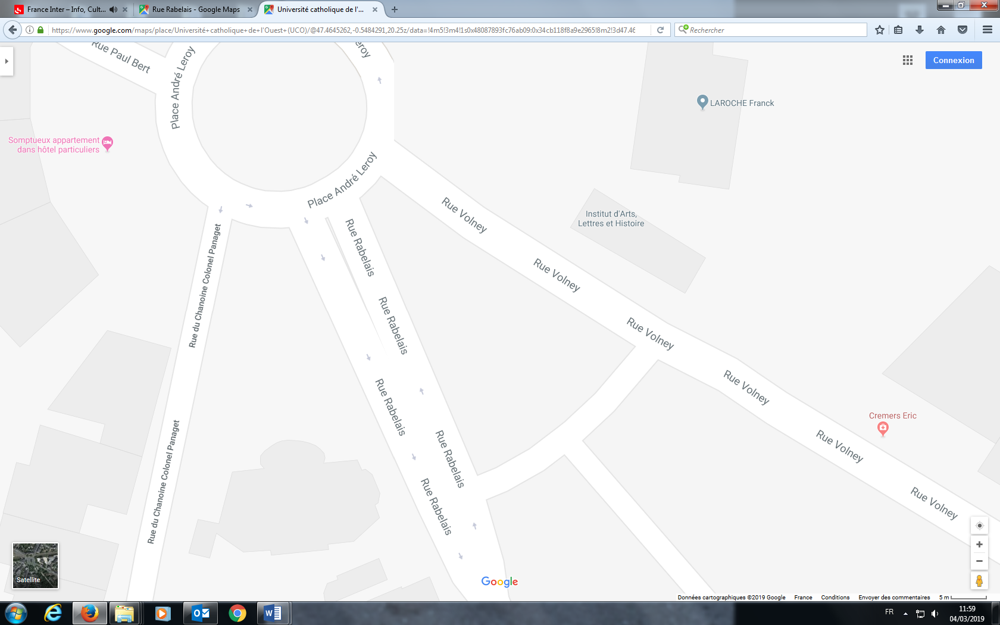 France Inter – Info, Cult...
Rue Rabelais - Google Maps
Université catholique de l'...
https://www.google.com/maps/place/Université+catholique+de+l'Ouest+(UCO)/@47.4645262,-0.5484291,20.25z/data=!4m5!3m4!1s0x48087893fc76ab09:0x34cb118f8a9e2965!8m2!3d47.46
Rechercher
Connexion
Rue Paul Bert
Place André Leroy
eroy
LAROCHE Franck
Somptueux appartement
dans hôtel particuliers
Place André Leroy
Rue Volney
Institut d'Arts,
Lettres et Histoire
Rue Rabelais
Rue du Chanoine Colonel Panaget
Rue Volney
Rue Rabelais
Rue Volney
Rue Volney
Rue Rabelais
Cremers Eric
Rue Volney
Rue Rabelais
Rue du Chanoine Colonel Panaget
Rue Rabelais
Rue Volney
Satellite
Google
Données cartographiques ©2019 Google
France
Conditions
Envoyer des commentaires
5 m
FR
11:59
04/03/2019